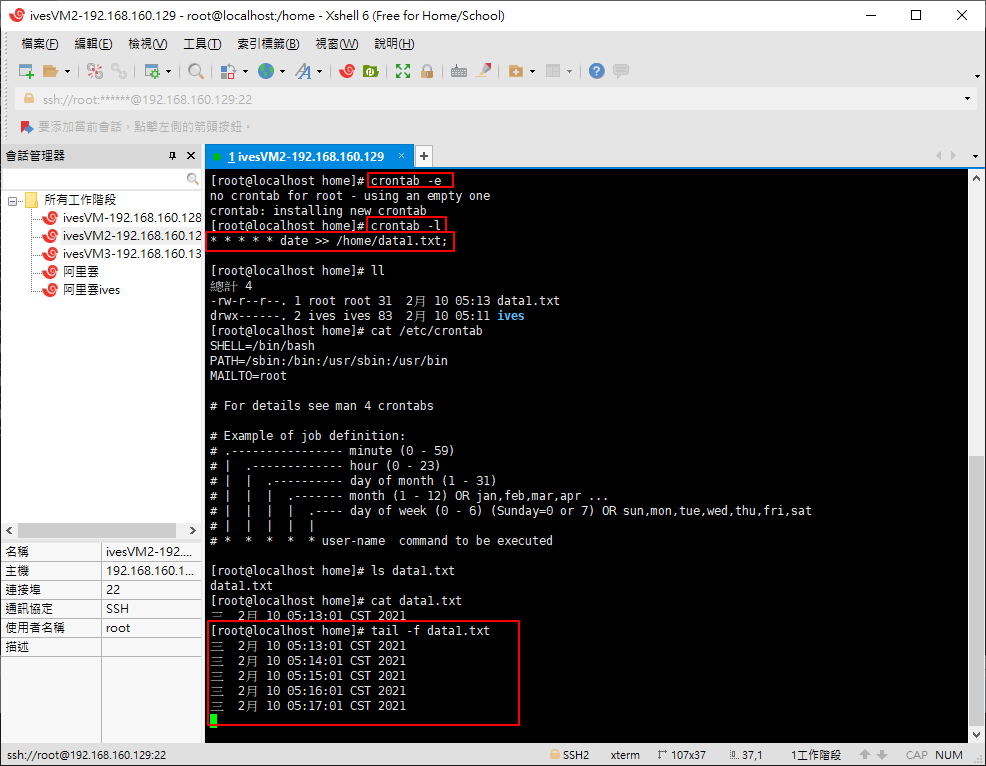 ivesVM2-192.168.160.129 - root@localhost:/home - Xshell 6 (Free for Home/School)
檔案(F) 編輯(E) 檢視(V) 工具(T) 索引標籤(B) 視窗(W) 說明(H)
ssh://root:******@192.168.160.129:22
要添加當前會話，點擊左側的箭頭按鈕。
會話管理器
1 ivesVM2-192.168.160.129 × +
所有工作階段
ivesVM-192.168.160.128
ivesVM2-192.168.160.12
ivesVM3-192.168.160.13
阿里雲
阿里雲ives
名稱 ivesVM2-192....
主機 192.168.160.1...
連接埠 22
通訊協定 SSH
使用者名稱 root
描述
[root@localhost home]# crontab -e
no crontab for root - using an empty one
crontab: installing new crontab
[root@localhost home]# crontab -l
* * * * * date >> /home/data1.txt;
[root@localhost home]# ll
總計 4
-rw-r--r--. 1 root root 31  2月 10 05:13 data1.txt
drwx------. 2 ives ives 83  2月 10 05:11 ives
[root@localhost home]# cat /etc/crontab
SHELL=/bin/bash
PATH=/sbin:/bin:/usr/sbin:/usr/bin
MAILTO=root
# For details see man 4 crontabs
# Example of job definition:
# .---------------- minute (0 - 59)
# |  .------------- hour (0 - 23)
# |  |  .---------- day of month (1 - 31)
# |  |  |  .------- month (1 - 12) OR jan,feb,mar,apr ...
# |  |  |  |  .---- day of week (0 - 6) (Sunday=0 or 7) OR sun,mon,tue,wed,thu,fri,sat
# |  |  |  |  |
# *  *  *  *  * user-name  command to be executed
[root@localhost home]# ls data1.txt
data1.txt
[root@localhost home]# cat data1.txt
三  2月 10 05:13:01 CST 2021
[root@localhost home]# tail -f data1.txt
三  2月 10 05:13:01 CST 2021
三  2月 10 05:14:01 CST 2021
三  2月 10 05:15:01 CST 2021
三  2月 10 05:16:01 CST 2021
三  2月 10 05:17:01 CST 2021
ssh://root@192.168.160.129:22 SSH2 xterm 107x37 37,1 1工作階段 CAP NUM